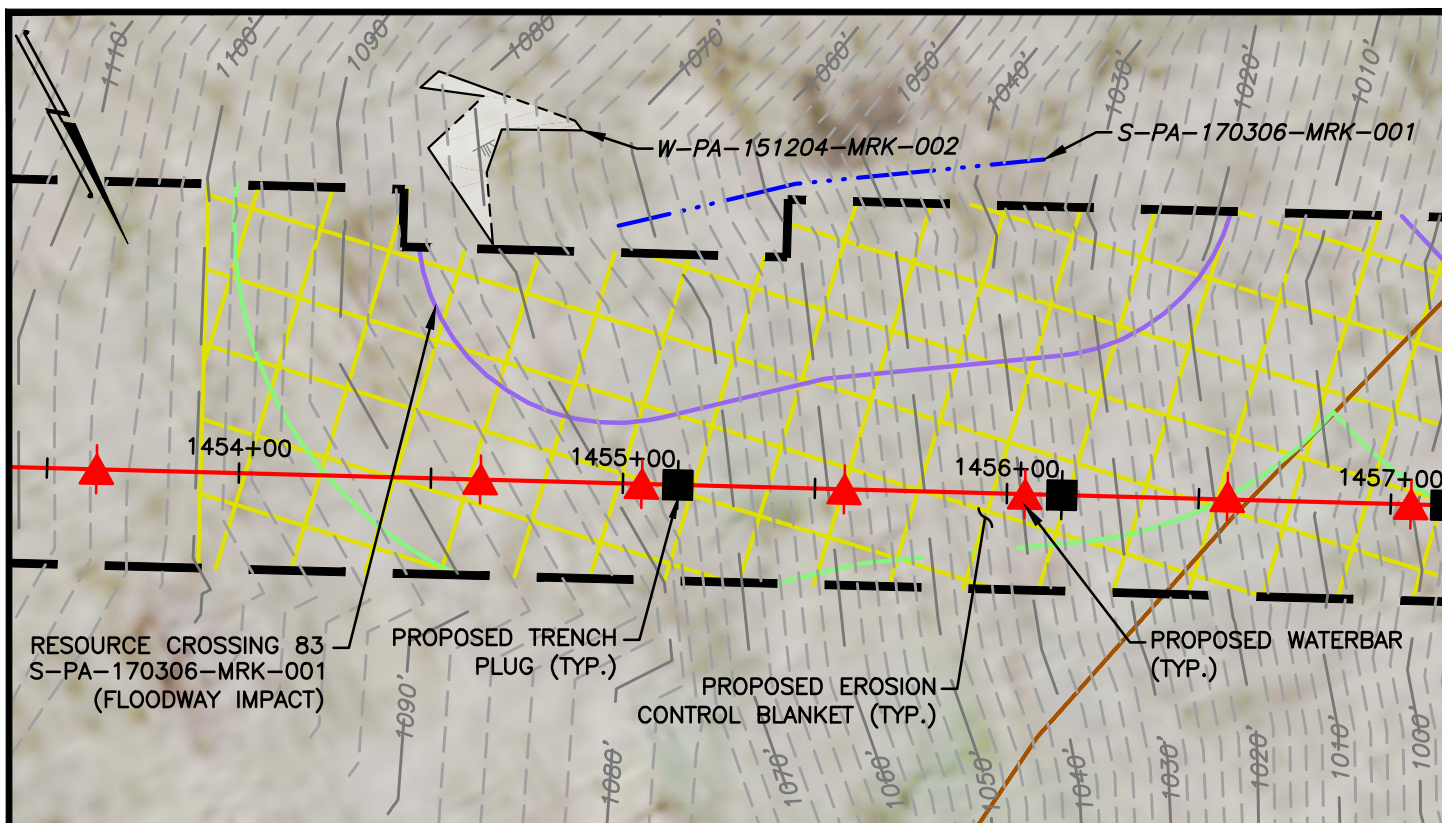 1110'
1100'
1090'
1080'
1070'
1060'
1050'
1040'
1030'
1020'
1010'
W-PA-151204-MRK-002
S-PA-170306-MRK-001
1454+00
1455+00
1456+00
1457+00
RESOURCE CROSSING 83
S-PA-170306-MRK-001
(FLOODWAY IMPACT)
PROPOSED TRENCH
PLUG (TYP.)
PROPOSED EROSION
CONTROL BLANKET (TYP.)
PROPOSED WATERBAR
(TYP.)
1090'
1080'
1070'
1060'
1050'
1040'
1030'
1020'
1010'
1000'